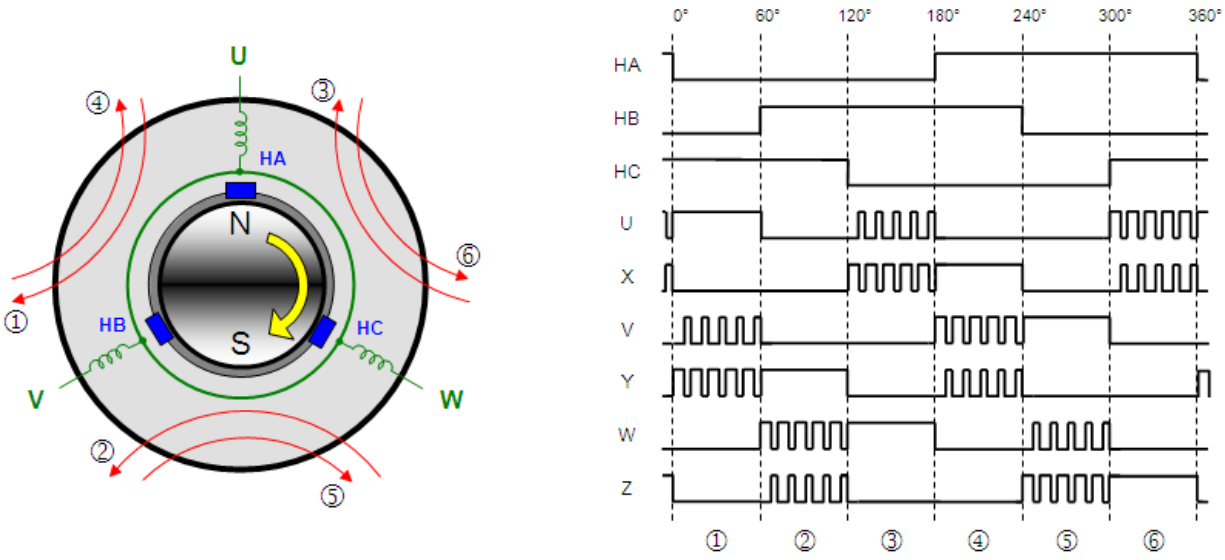 0° 60° 120° 180° 240° 300° 360°
U
④ ③
HA
N
⑥
①
HB S HC
V W
②
⑤
HA
HB
HC
U
X
V
Y
W
Z
① ② ③ ④ ⑤ ⑥